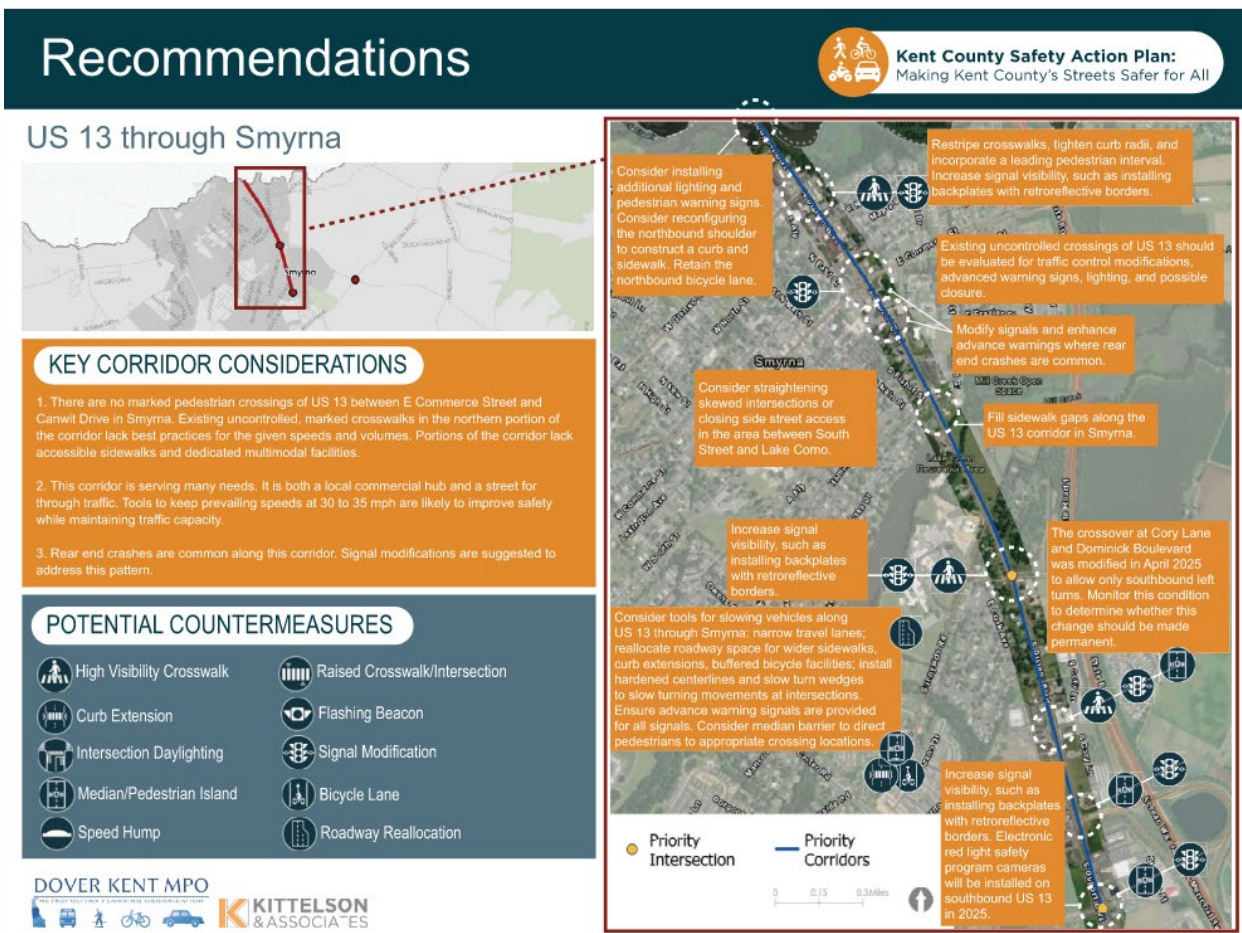 Recommendations
Kent County Safety Action Plan:
Making Kent County's Streets Safer for All
US 13 through Smyrna
Smyrna
KEY CORRIDOR CONSIDERATIONS
1. There are no marked pedestrian crossings of US 13 between E Commerce Street and
Canwit Drive in Smyrna. Existing uncontrolled, marked crosswalks in the northern portion of
the corridor lack best practices for the given speeds and volumes. Portions of the corridor lack
accessible sidewalks and dedicated multimodal facilities.
2. This corridor is serving many needs. It is both a local commercial hub and a street for
through traffic. Tools to keep prevailing speeds at 30 to 35 mph are likely to improve safety
while maintaining traffic capacity.
3. Rear end crashes are common along this corridor. Signal modifications are suggested to
address this pattern.
POTENTIAL COUNTERMEASURES
High Visibility Crosswalk
Curb Extension
Intersection Daylighting
Median/Pedestrian Island
Speed Hump
Raised Crosswalk/Intersection
Flashing Beacon
Signal Modification
Bicycle Lane
Roadway Reallocation
DOVER KENT MPO
METROPOLITAN PLANNING ORGANIZATION
KITTELSON
& ASSOCIATES
Consider installing
additional lighting and
pedestrian warning signs.
Consider reconfiguring
the northbound shoulder
to construct a curb and
sidewalk. Retain the
northbound bicycle lane.
Restripe crosswalks, tighten curb radii, and
incorporate a leading pedestrian interval.
Increase signal visibility, such as installing
backplates with retroreflective borders.
Existing uncontrolled crossings of US 13 should
be evaluated for traffic control modifications,
advanced warning signs, lighting, and possible
closure.
Modify signals and enhance
advance warnings where rear
end crashes are common.
Smyrna
Mill Creek Open
Space
Mill Creek
Consider straightening
skewed intersections or
closing side street access
in the area between South
Street and Lake Como.
Fill sidewalk gaps along the
US 13 corridor in Smyrna.
Recreation Area
W Commerce St
Lexington Ave
W South St
Increase signal
visibility, such as
installing backplates
with retroreflective
borders.
The crossover at Cory Lane
and Dominick Boulevard
was modified in April 2025
to allow only southbound left
turns. Monitor this condition
to determine whether this
change should be made
permanent.
Consider tools for slowing vehicles along
US 13 through Smyrna: narrow travel lanes;
reallocate roadway space for wider sidewalks,
curb extensions, buffered bicycle facilities; install
hardened centerlines and slow turn wedges
to slow turning movements at intersections.
Ensure advance warning signals are provided
for all signals. Consider median barrier to direct
pedestrians to appropriate crossing locations.
Increase signal
visibility, such as
installing backplates
with retroreflective
borders. Electronic
red light safety
program cameras
will be installed on
southbound US 13
in 2025.
Priority
Intersection
Priority
Corridors
0 0.15 0.3Miles